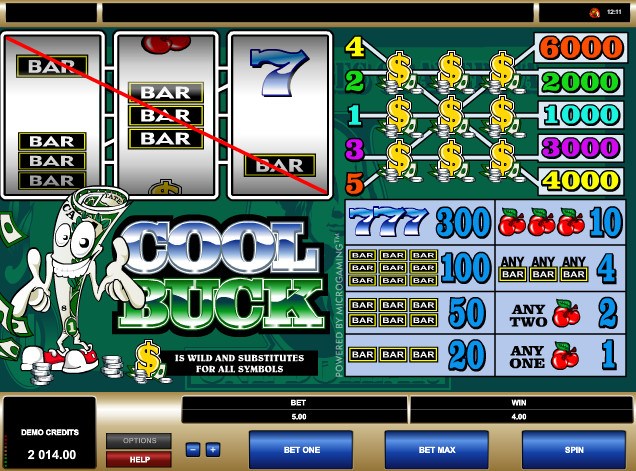 12:11
BAR
BAR
BAR
BAR
BAR
BAR
BAR
7
BAR
4
2
1
3
5
$ $ $
$ $ $
$ $ $
6000
2000
1000
3000
4000
COOL
BUCK
$ IS WILD AND SUBSTITUTES
FOR ALL SYMBOLS
POWERED BY MICROGAMING™
777 300
BAR BAR BAR
BAR BAR BAR
BAR BAR BAR
100
BAR BAR BAR
BAR BAR BAR
50
BAR BAR BAR 20
10
ANY ANY ANY
BAR BAR BAR
4
ANY
TWO
2
ANY
ONE
1
DEMO CREDITS
2 014.00
OPTIONS
HELP
BET
5.00
WIN
4.00
BET ONE
BET MAX
SPIN